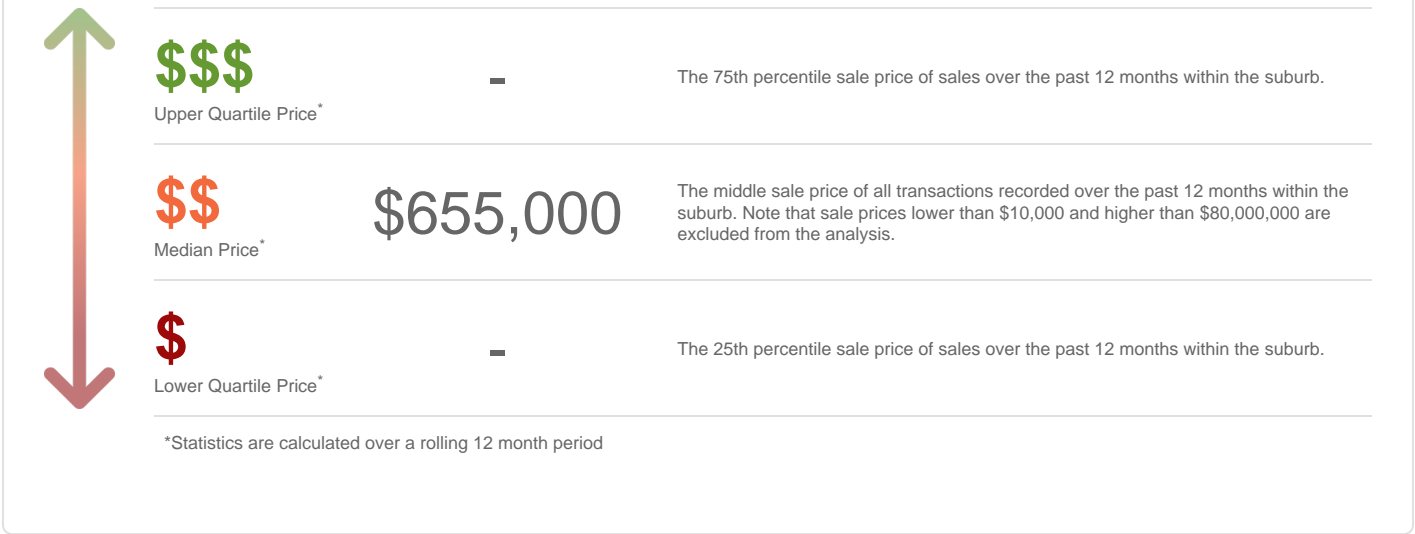 $$$
Upper Quartile Price*
-
The 75th percentile sale price of sales over the past 12 months within the suburb.
$$
Median Price*
$655,000
The middle sale price of all transactions recorded over the past 12 months within the
suburb. Note that sale prices lower than $10,000 and higher than $80,000,000 are
excluded from the analysis.
$
Lower Quartile Price*
-
The 25th percentile sale price of sales over the past 12 months within the suburb.
*Statistics are calculated over a rolling 12 month period